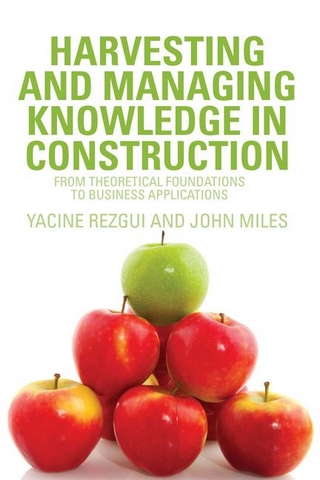 HARVESTING
AND MANAGING
KNOWLEDGE IN
CONSTRUCTION
FROM THEORETICAL FOUNDATIONS
TO BUSINESS APPLICATIONS
YACINE REZGUI AND JOHN MILES